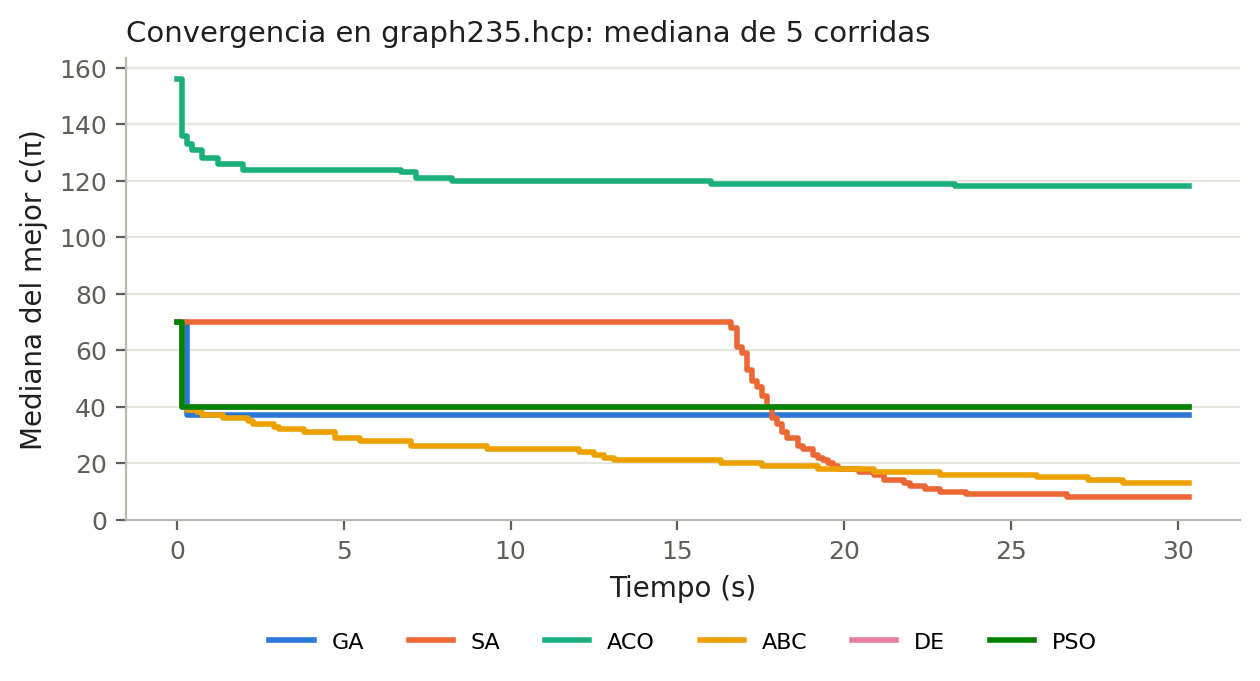 Convergencia en graph235.hcp: mediana de 5 corridas
Mediana del mejor c(π)
160
140
120
100
80
60
40
20
0
0 5 10 15 20 25 30
Tiempo (s)
GA SA ACO ABC DE PSO